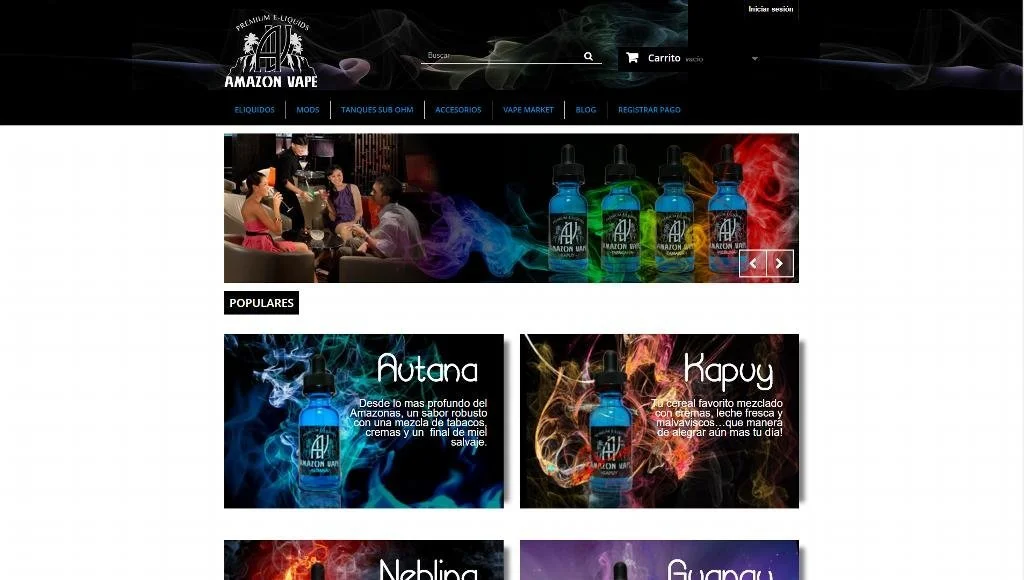 Iniciar sesión
PREMIUM E-LIQUIDS
AV
AMAZON VAPE
Buscar
Carrito vacío
ELIQUIDOS
MODS
TANQUES SUB OHM
ACCESORIOS
VAPE MARKET
BLOG
REGISTRAR PAGO
AMAZON VAPE
AMAZON VAPE
AMAZON VAPE
AMAZON VAPE
POPULARES
Autana
Desde lo mas profundo del
Amazonas, un sabor robusto
con una mezcla de tabacos,
cremas y un final de miel
salvaje.
AMAZON VAPE
Kapuy
Tu cereal favorito mezclado
con cremas, leche fresca y
malvaviscos...que manera
de alegrar aún mas tu día!
AMAZON VAPE
Neblina
Guapay